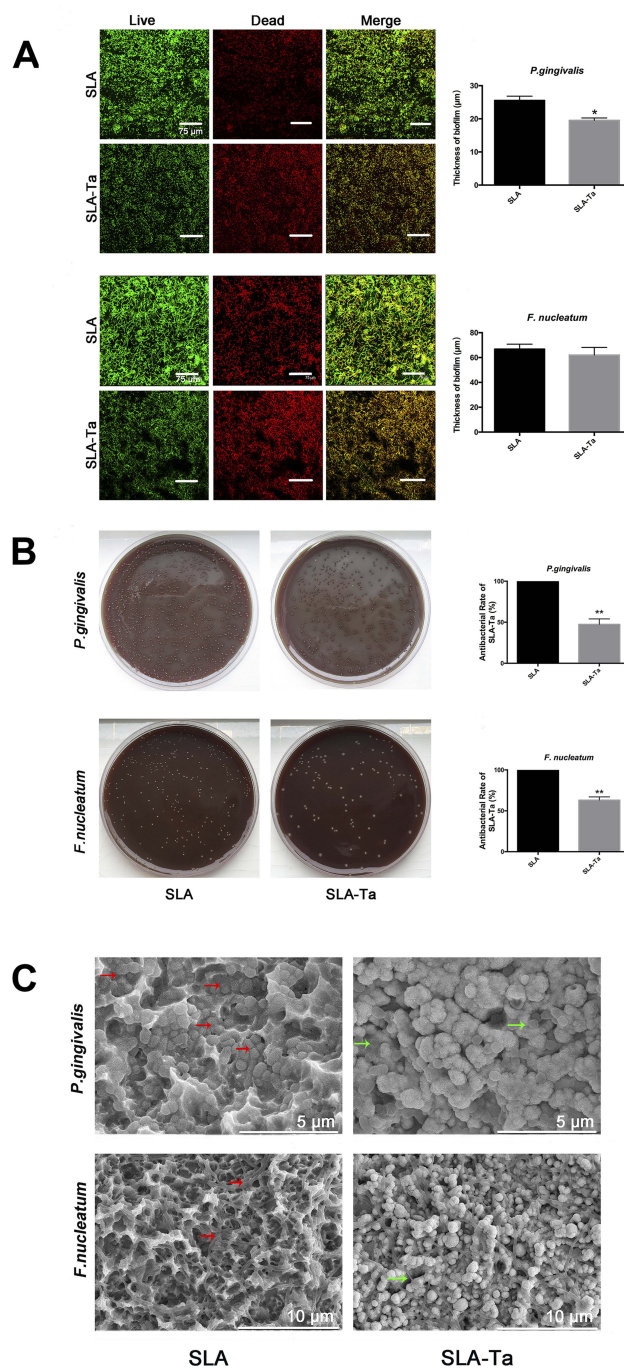 A
Live
Dead
Merge
SLA
75 µm
SLA-Ta
P.gingivalis
Thickness of biofilm (µm)
30
20
10
0
SLA
SLA-Ta
*
SLA
75 µm
SLA-Ta
F. nucleatum
Thickness of biofilm (µm)
80
60
40
20
0
SLA
SLA-Ta
B
P.gingivalis
F.nucleatum
SLA
SLA-Ta
P.gingivalis
Antibacterial Rate of
SLA-Ta (%)
100
50
0
SLA
SLA-Ta
**
F. nucleatum
Antibacterial Rate of
SLA-Ta (%)
100
50
0
SLA
SLA-Ta
**
C
P.gingivalis
5 µm
5 µm
F.nucleatum
10 µm
10 µm
SLA
SLA-Ta